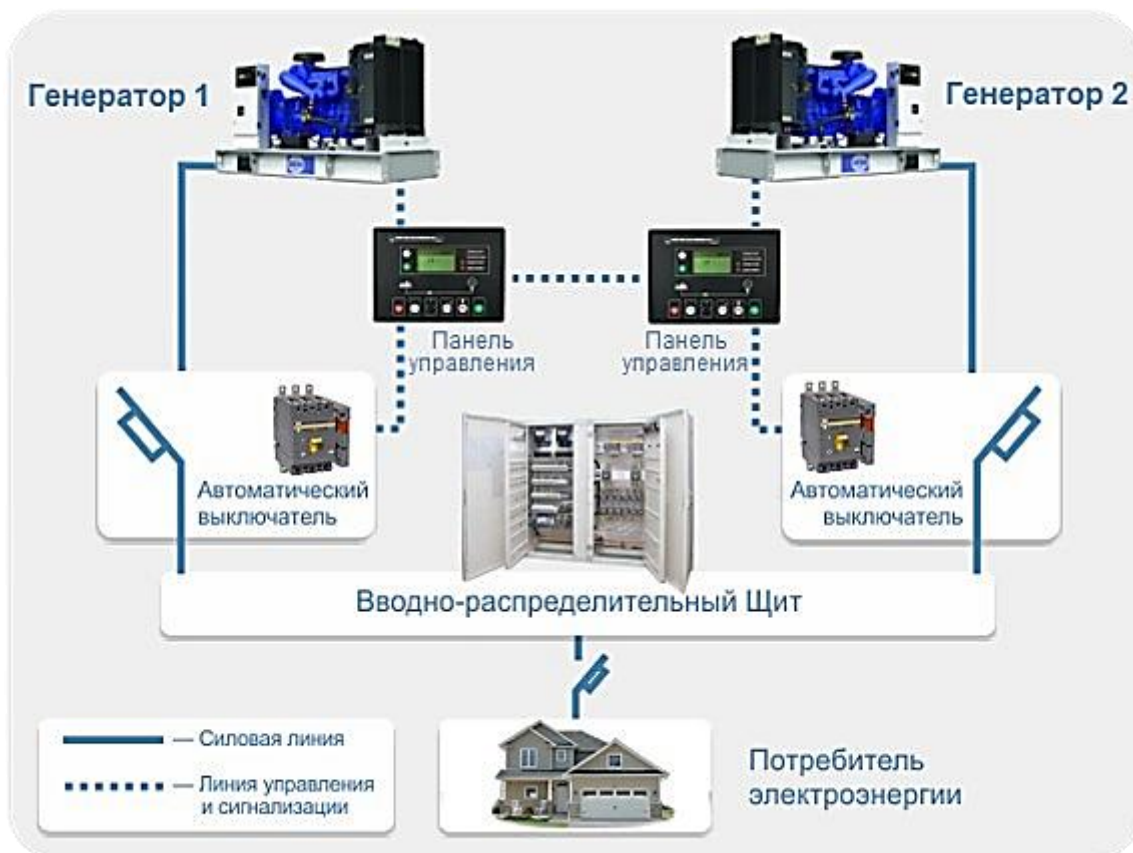 Генератор 1
Генератор 2
Панель
управления
Панель
управления
Автоматический
выключатель
Автоматический
выключатель
Вводно-распределительный Щит
— Силовая линия
— Линия управления
и сигнализации
Потребитель
электроэнергии